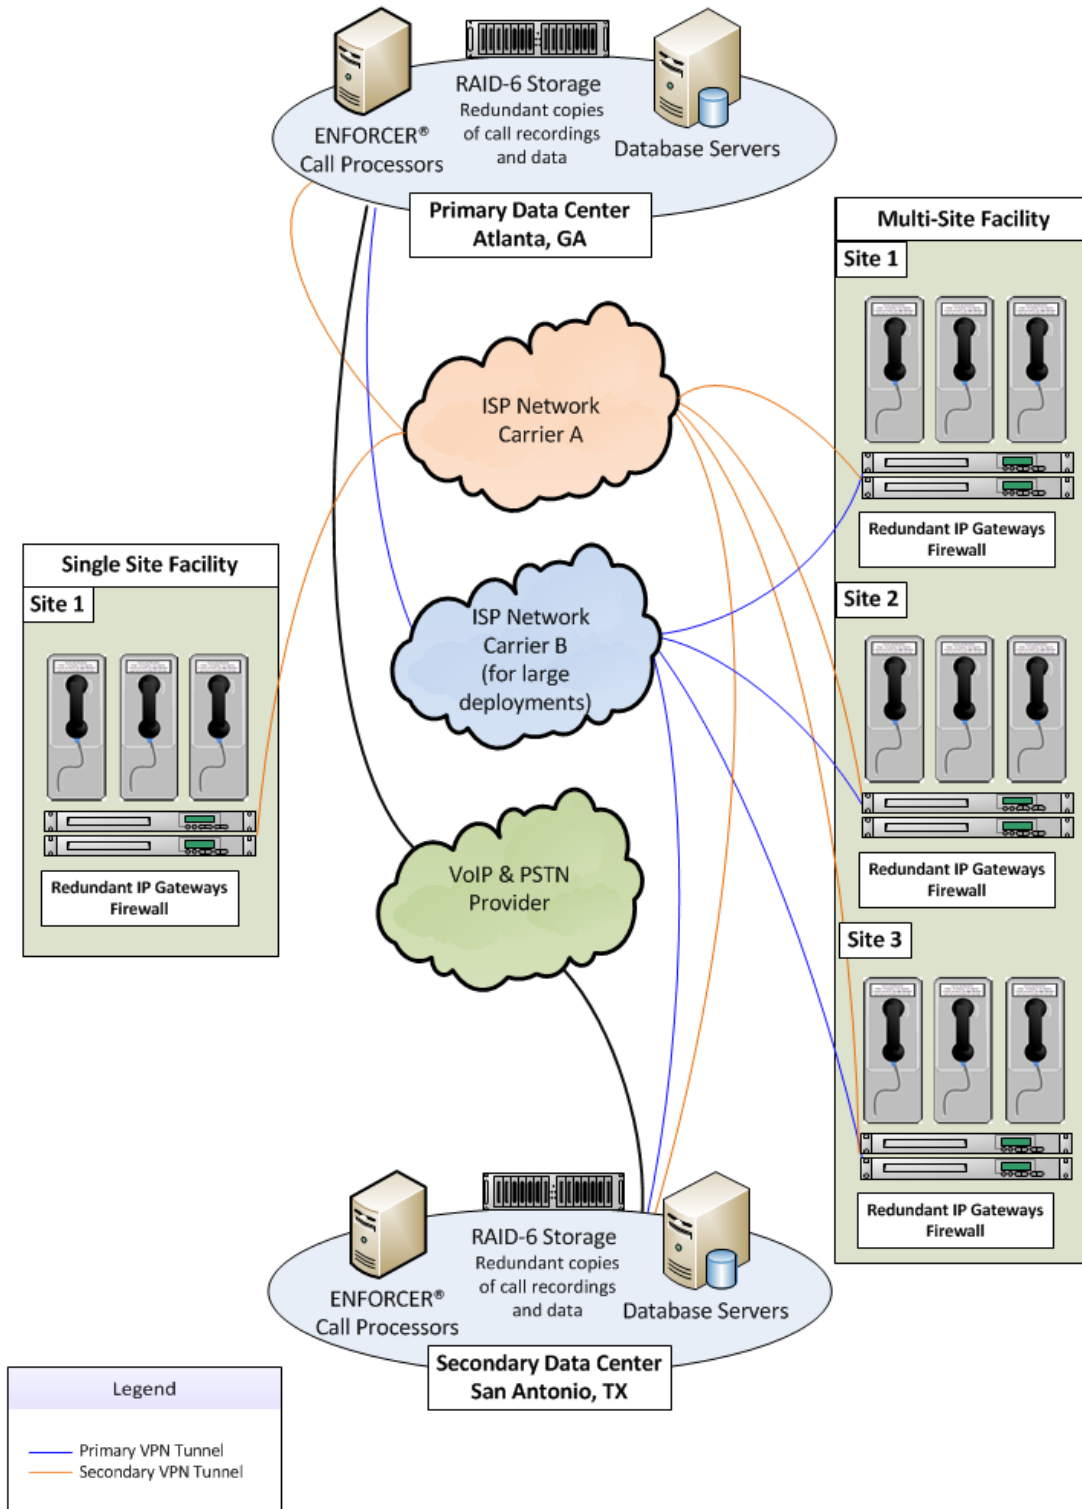 RAID-6 Storage
Redundant copies
of call recordings
and data
ENFORCER®
Call Processors
Database Servers
Primary Data Center
Atlanta, GA
Multi-Site Facility
Site 1
ISP Network
Carrier A
Redundant IP Gateways
Firewall
Single Site Facility
Site 1
Site 2
ISP Network
Carrier B
(for large
deployments)
VoIP & PSTN
Provider
Redundant IP Gateways
Firewall
Redundant IP Gateways
Firewall
Site 3
Redundant IP Gateways
Firewall
RAID-6 Storage
Redundant copies
of call recordings
and data
ENFORCER®
Call Processors
Database Servers
Secondary Data Center
San Antonio, TX
Legend
Primary VPN Tunnel
Secondary VPN Tunnel